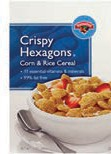 Crispy
Hexagons
Corn & Rice Cereal
• 11 essential vitamins & minerals
• 99% fat free